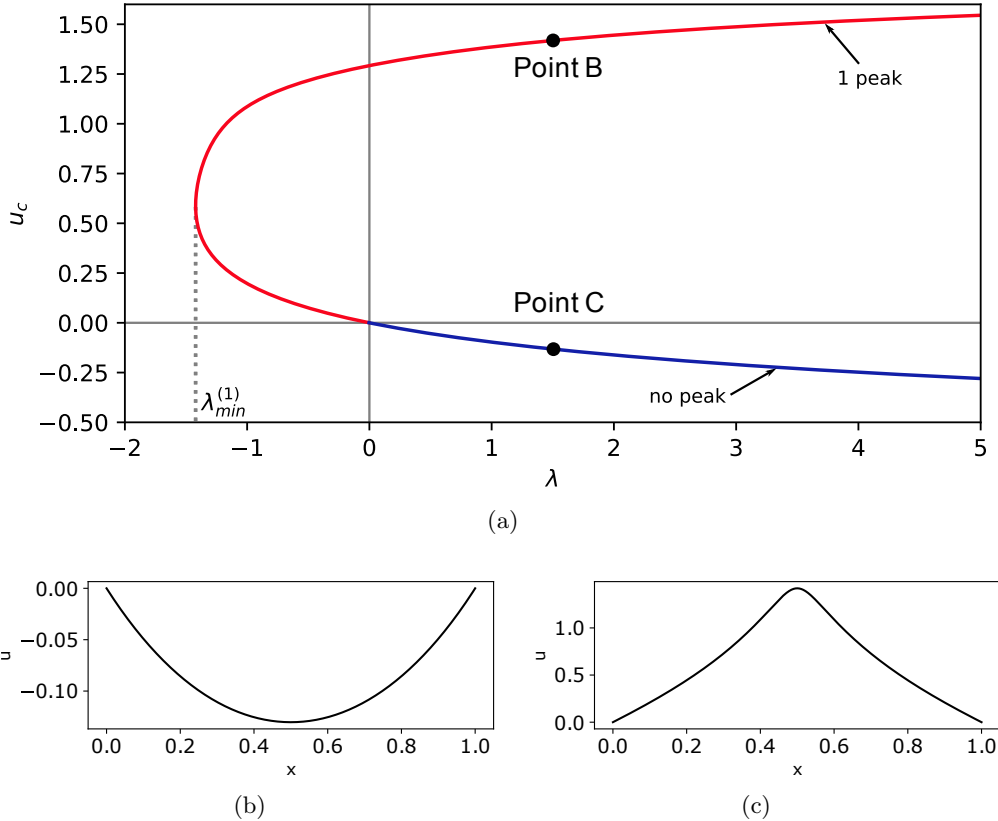 1.50
1.25
1.00
0.75
0.50
0.25
0.00
−0.25
−0.50
u_c
Point B
1 peak
Point C
no peak
λ_min^(1)
−2 −1 0 1 2 3 4 5
λ
(a)
0.00
−0.05
−0.10
u
0.0 0.2 0.4 0.6 0.8 1.0
x
(b)
1.0
0.5
0.0
u
0.0 0.2 0.4 0.6 0.8 1.0
x
(c)